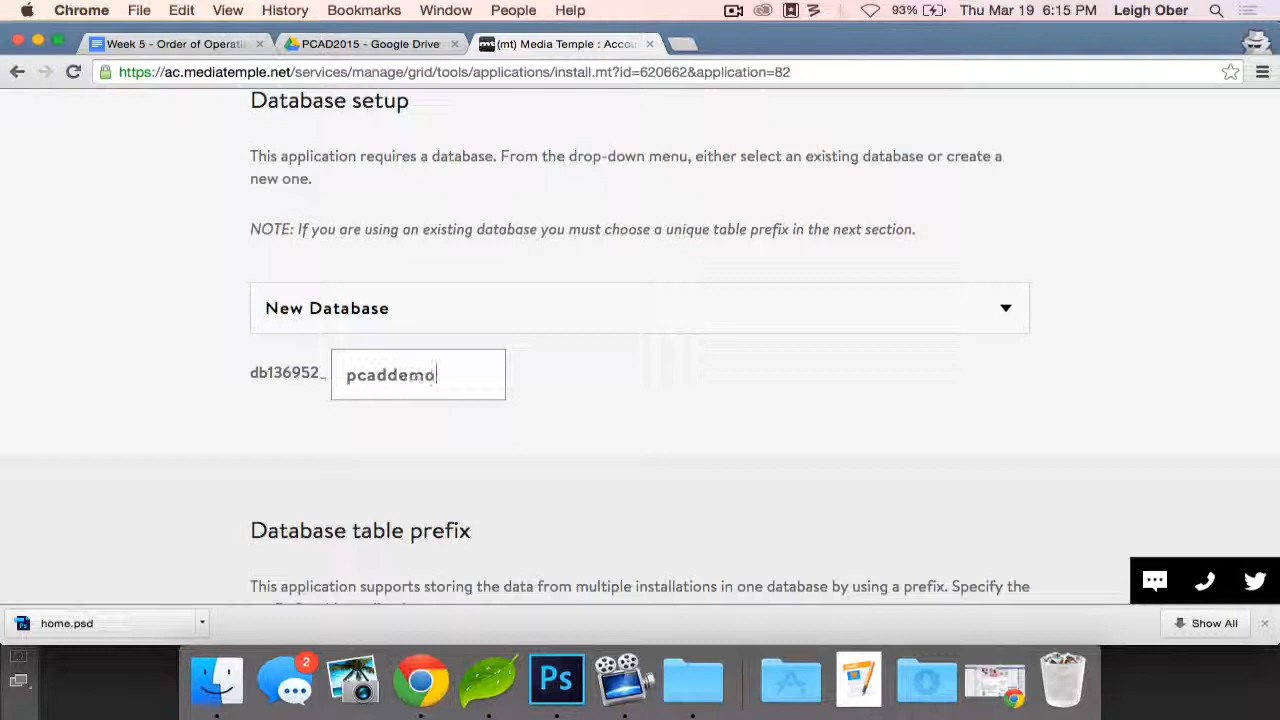 Chrome File Edit View History Bookmarks Window People Help 93% Thu Mar 19 6:15 PM Leigh Ober
Week 5 - Order of Operati PCAD2015 - Google Drive (mt) Media Temple : Accou
https://ac.mediatemple.net/services/manage/grid/tools/applications/install.mt?id=620662&application=82
Database setup
This application requires a database. From the drop-down menu, either select an existing database or create a
new one.
NOTE: If you are using an existing database you must choose a unique table prefix in the next section.
New Database
db136952_ pcaddemo
Database table prefix
This application supports storing the data from multiple installations in one database by using a prefix. Specify the
home.psd Show All
2
Ps